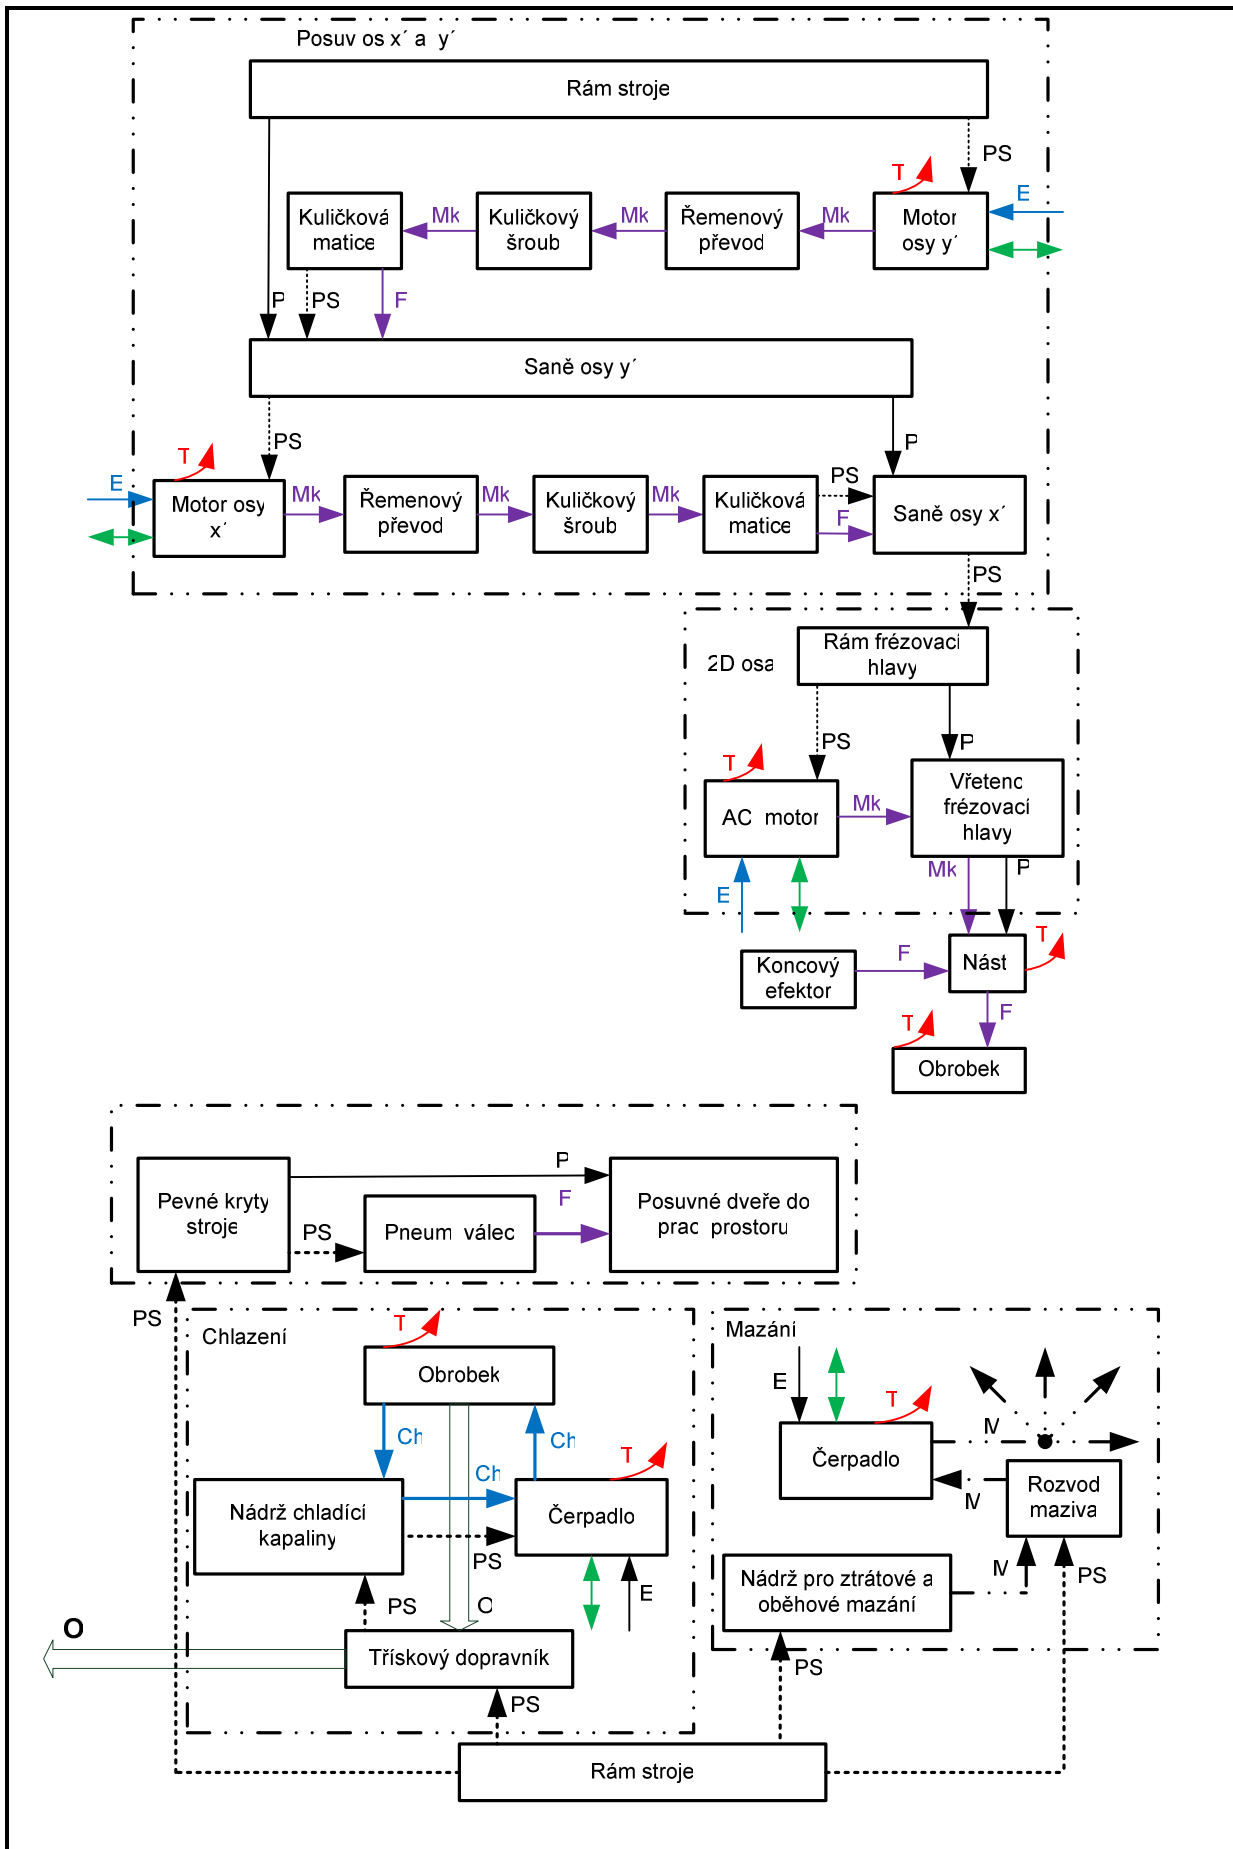 Posuv os x´ a y´
Rám stroje
PS
T
E
Kuličková
matice
Mk
Kuličkový
šroub
Mk
Řemenový
převod
Mk
Motor
osy y´
P
PS
F
Saně osy y´
PS
P
T
E
Motor osy
x´
Mk
Řemenový
převod
Mk
Kuličkový
šroub
Mk
Kuličková
matice
PS
F
Saně osy x´
PS
2D osa
Rám frézovací
hlavy
PS
P
T
AC motor
Mk
Vřeteno
frézovací
hlavy
E
Mk
P
Koncový
efektor
F
Nást
T
F
T
Obrobek
Pevné kryty
stroje
P
PS
Pneum válec
F
Posuvné dveře do
prac prostoru
PS
Chlazení
T
Obrobek
Ch
Ch
T
Nádrž chladící
kapaliny
Čerpadlo
PS
PS
O
E
O
Třískový dopravník
PS
Mazání
E
T
Čerpadlo
M
M
Rozvod
maziva
M
PS
Nádrž pro ztrátové a
oběhové mazání
PS
Rám stroje